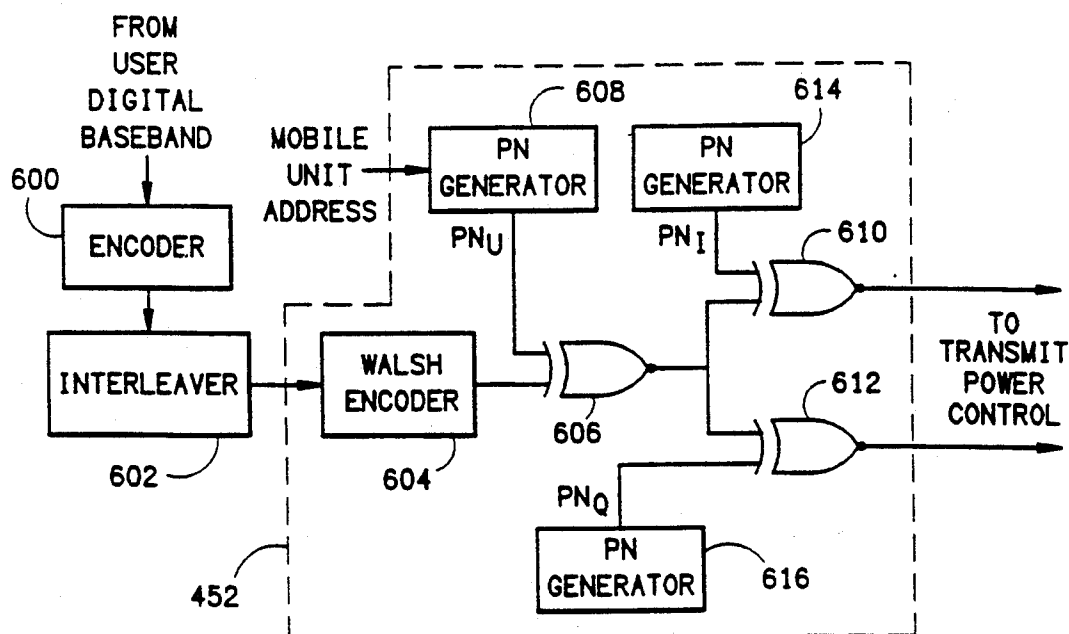 FROM
USER
DIGITAL
BASEBAND
600
ENCODER
INTERLEAVER
602
MOBILE
UNIT
ADDRESS
608
PN
GENERATOR
PNU
614
PN
GENERATOR
PNI
610
WALSH
ENCODER
604
606
612
PNQ
PN
GENERATOR
616
452
TO
TRANSMIT
POWER
CONTROL